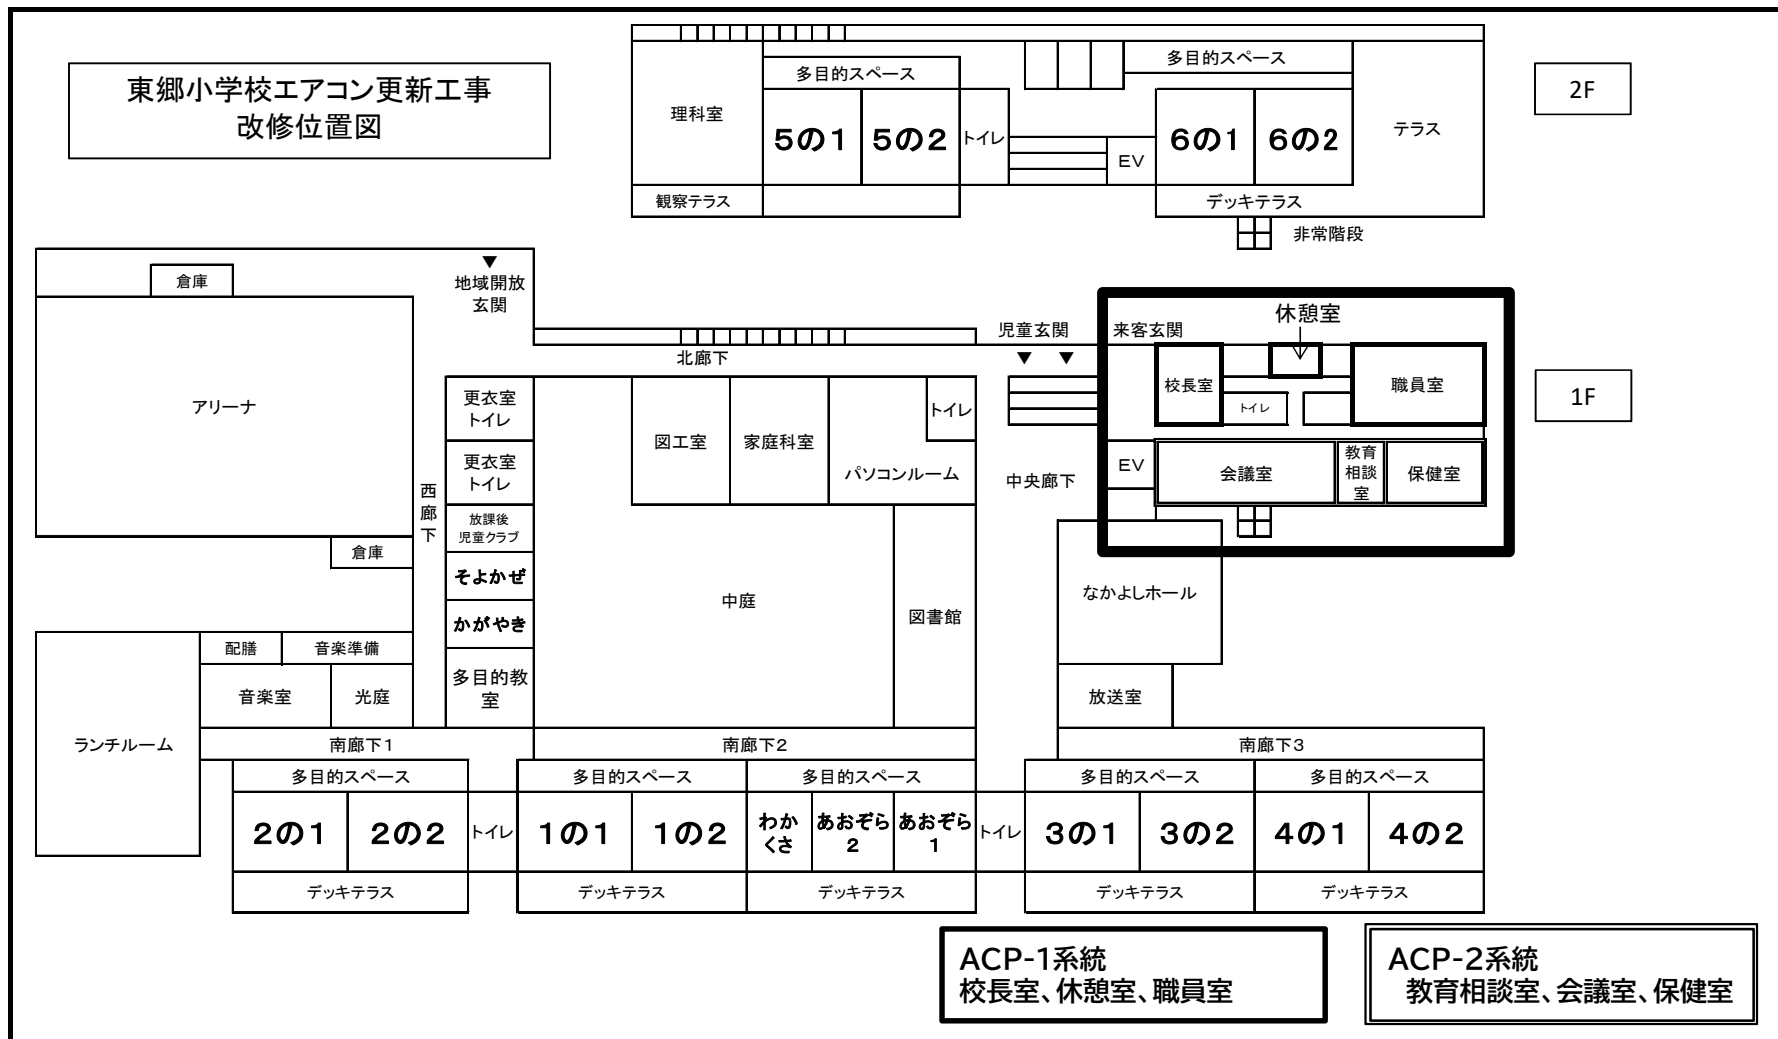 東郷小学校エアコン更新工事
改修位置図
2F
多目的スペース
多目的スペース
理科室
5の1
5の2
トイレ
EV
6の1
6の2
テラス
観察テラス
デッキテラス
非常階段
1F
倉庫
▼
地域開放
玄関
アリーナ
倉庫
北廊下
児童玄関
▼ ▼
来客玄関
休憩室
校長室
トイレ
職員室
EV
会議室
教育
相談
室
保健室
更衣室
トイレ
更衣室
トイレ
放課後
児童クラブ
そよかぜ
かがやき
多目的教
室
西
廊
下
図工室
家庭科室
トイレ
パソコンルーム
中央廊下
中庭
図書館
なかよしホール
放送室
配膳
音楽準備
音楽室
光庭
ランチルーム
南廊下1
南廊下2
南廊下3
多目的スペース
多目的スペース
多目的スペース
多目的スペース
多目的スペース
2の1
2の2
トイレ
1の1
1の2
わか
くさ
あおぞら
2
あおぞら
1
トイレ
3の1
3の2
4の1
4の2
デッキテラス
デッキテラス
デッキテラス
デッキテラス
デッキテラス
ACP-1系統
校長室、休憩室、職員室
ACP-2系統
教育相談室、会議室、保健室